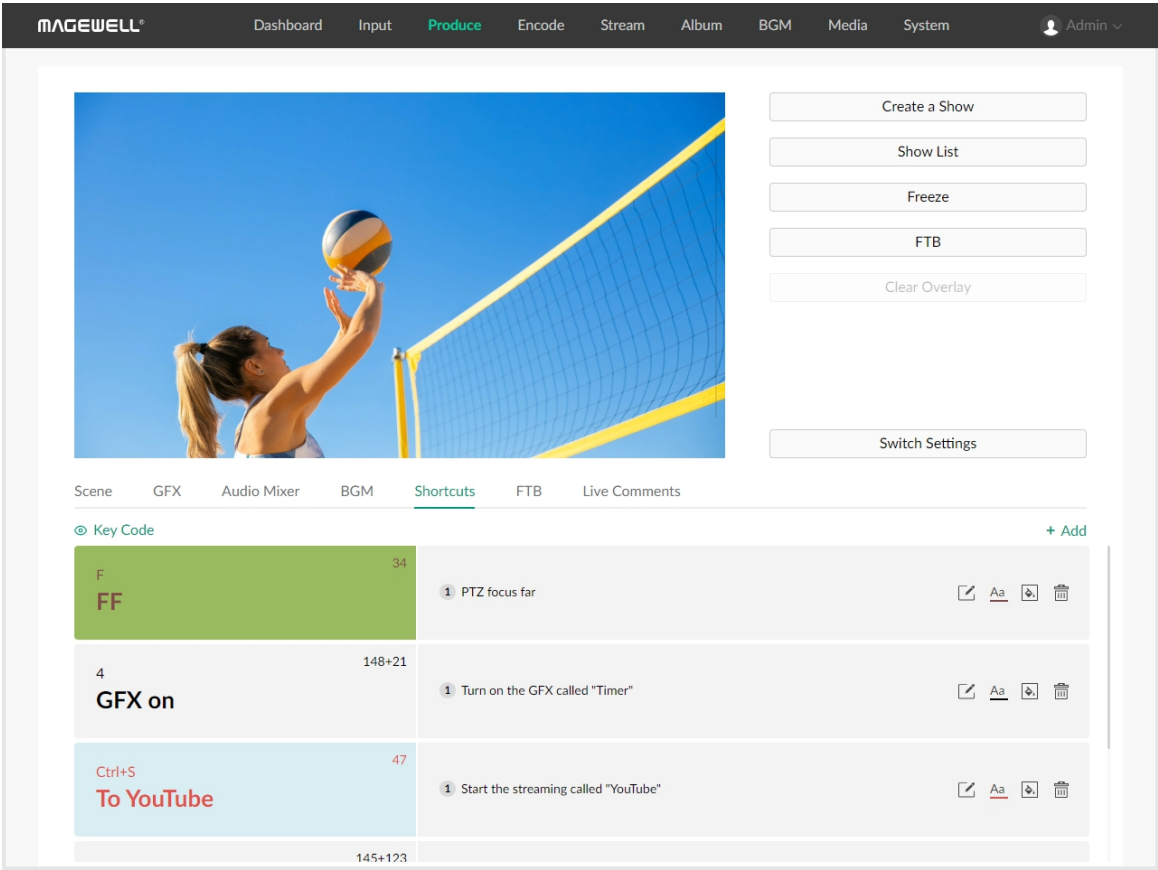 MAGEWELL®
Dashboard Input Produce Encode Stream Album BGM Media System Admin
Create a Show
Show List
Freeze
FTB
Clear Overlay
Switch Settings
Scene GFX Audio Mixer BGM Shortcuts FTB Live Comments
Key Code + Add
F 34
FF
1 PTZ focus far Aa
4 148+21
GFX on
1 Turn on the GFX called "Timer" Aa
Ctrl+S 47
To YouTube
1 Start the streaming called "YouTube" Aa
145+123